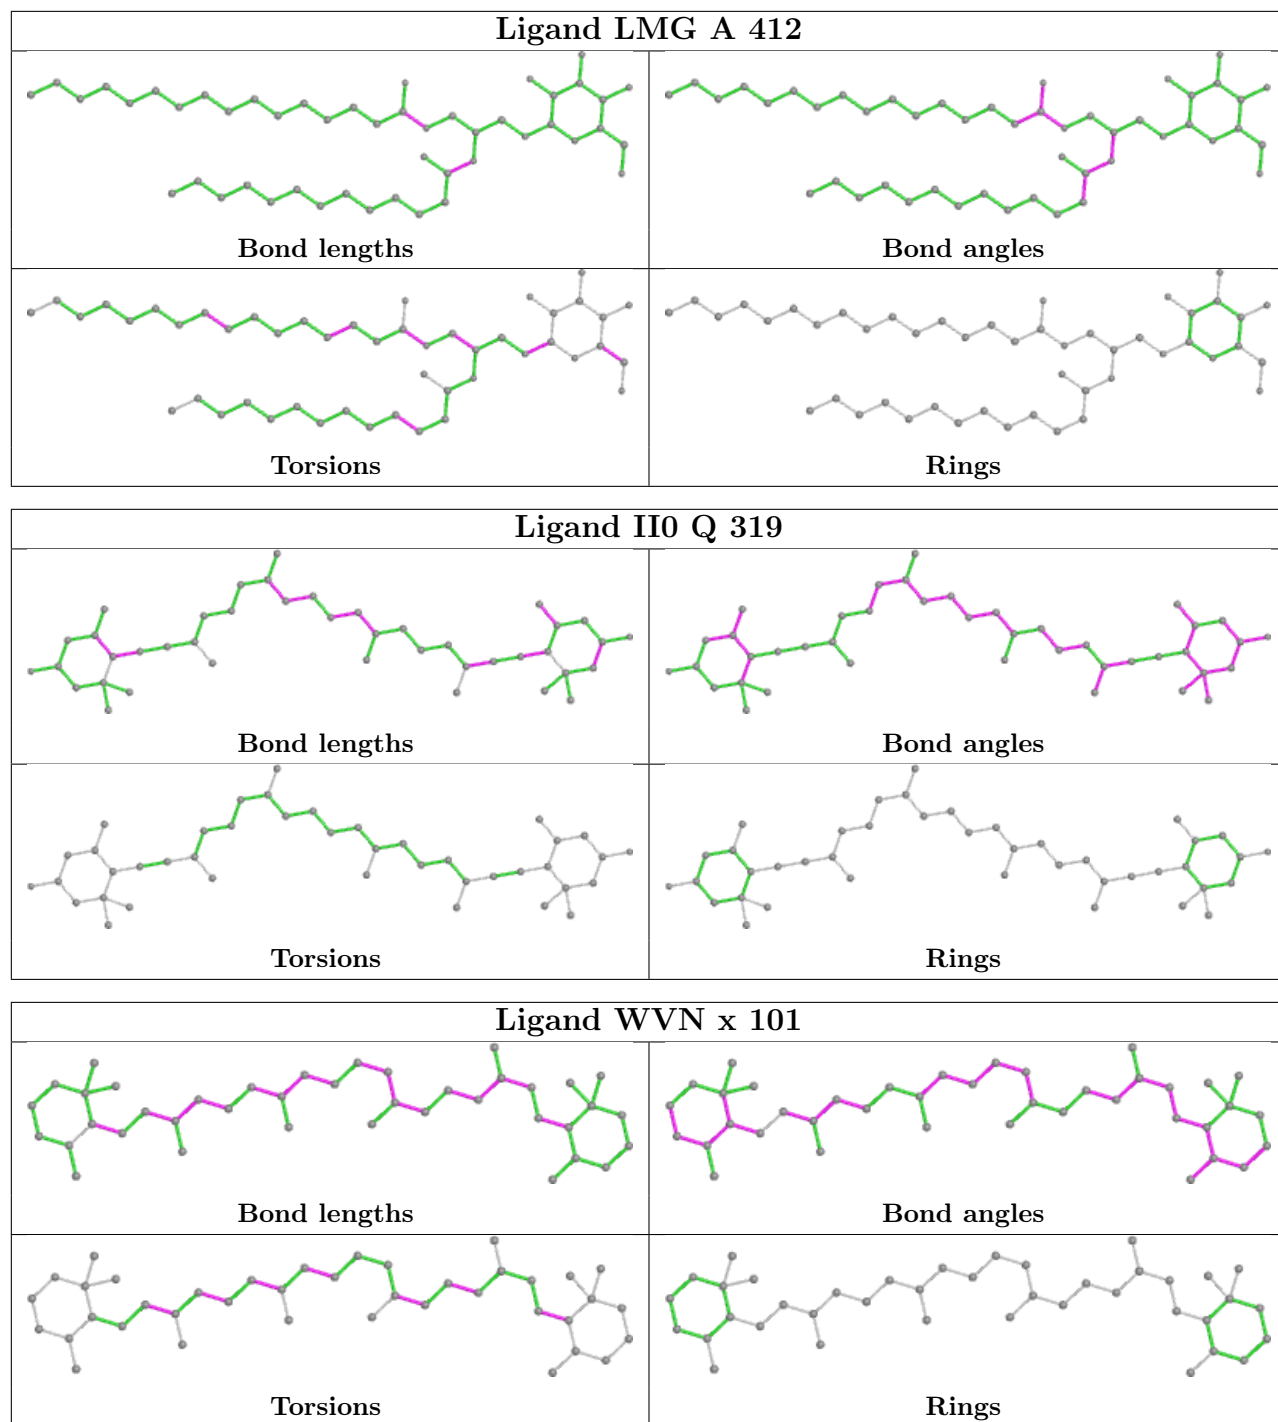 Ligand LMG A 412
Bond lengths
Bond angles
Torsions
Rings
Ligand II0 Q 319
Bond lengths
Bond angles
Torsions
Rings
Ligand WVN x 101
Bond lengths
Bond angles
Torsions
Rings